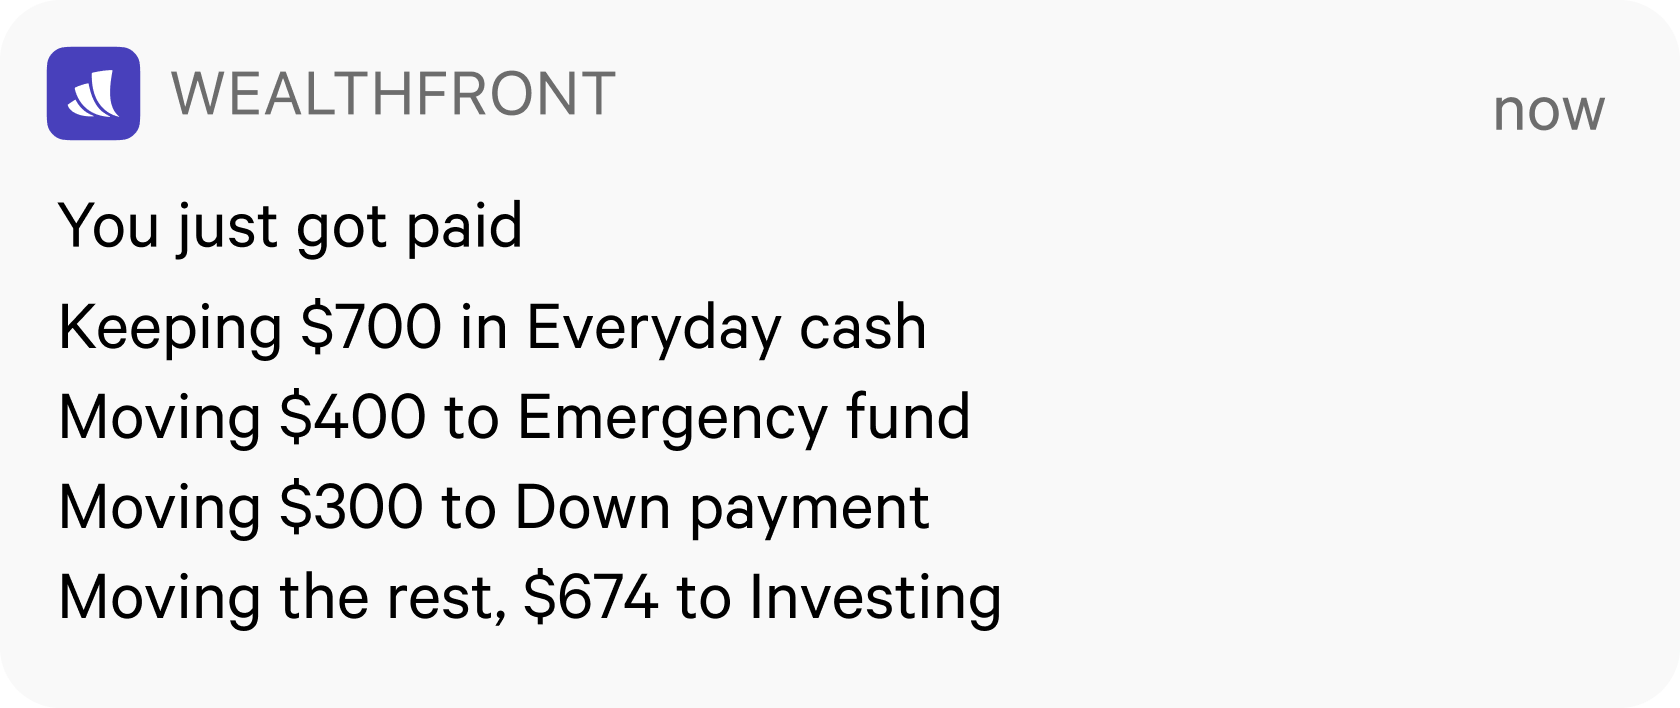 WEALTHFRONT
now
You just got paid
Keeping $700 in Everyday cash
Moving $400 to Emergency fund
Moving $300 to Down payment
Moving the rest, $674 to Investing